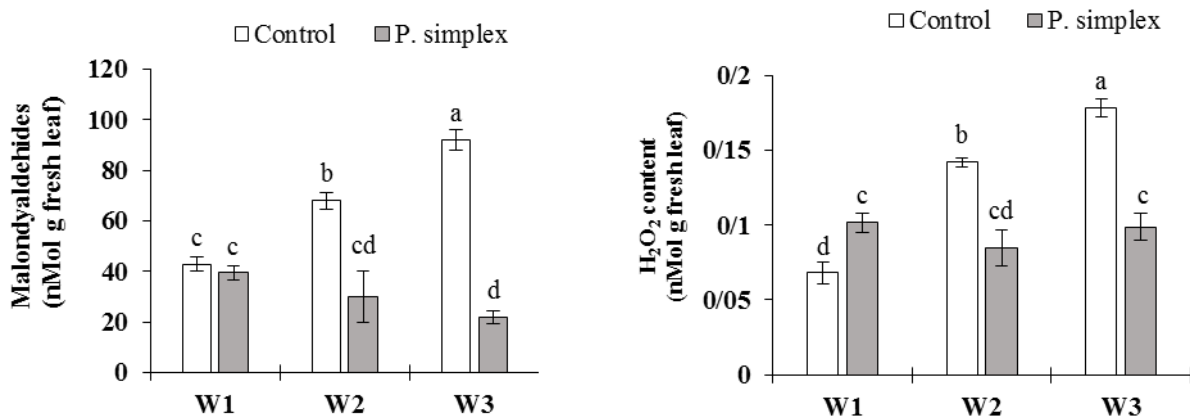 Control P. simplex
Malondyaldehides
(nMol g fresh leaf)
120
100
80
60
40
20
0
c c
b
cd
a
d
W1 W2 W3
Control P. simplex
H₂O₂ content
(nMol g fresh leaf)
0/2
0/15
0/1
0/05
0
d
c
b
cd
a
c
W1 W2 W3